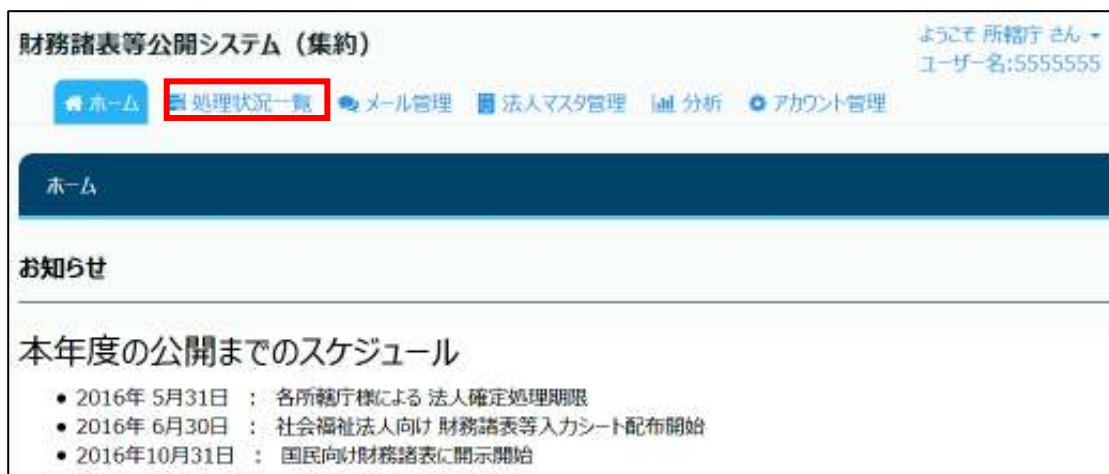 財務諸表等公開システム（集約）
ようこそ 所轄庁 さん
ユーザー名:5555555
ホーム 処理状況一覧 メール管理 法人マスタ管理 分析 アカウント管理
ホーム
お知らせ
本年度の公開までのスケジュール
• 2016年 5月31日 ： 各所轄庁様による 法人確定処理期限
• 2016年 6月30日 ： 社会福祉法人向け 財務諸表等入力シート配布開始
• 2016年10月31日 ： 国民向け財務諸表に開示開始